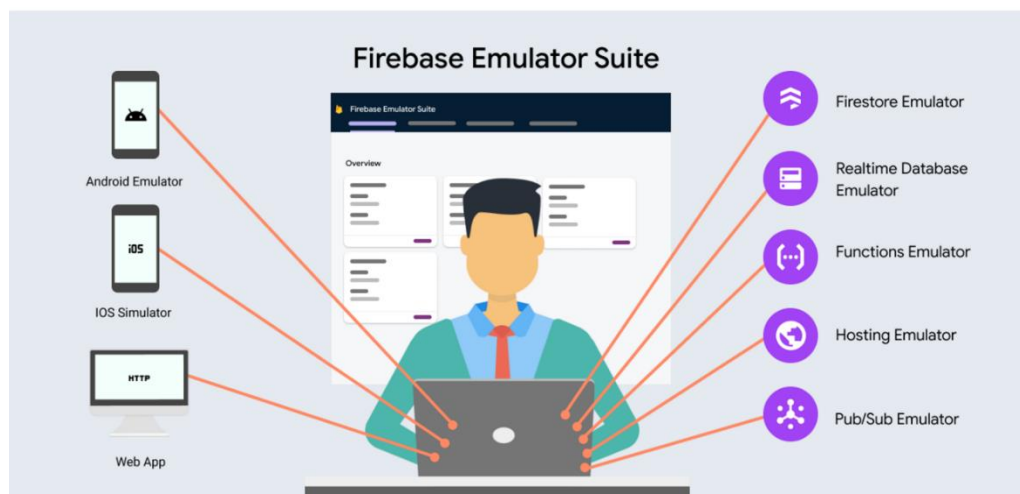 Firebase Emulator Suite
Firebase Emulator Suite
Overview
Android Emulator
iOS
IOS Simulator
HTTP
Web App
Firestore Emulator
Realtime Database
Emulator
Functions Emulator
Hosting Emulator
Pub/Sub Emulator